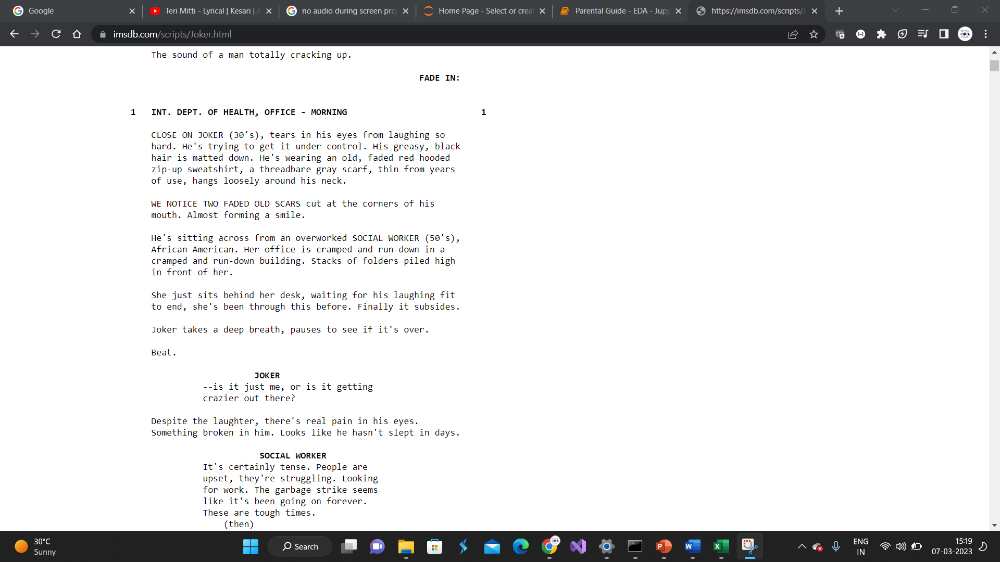 Google
Teri Mitti - Lyrical | Kesari |
no audio during screen pro
Home Page - Select or crea
Parental Guide - EDA - Jupy
https://imsdb.com/scripts/J
imsdb.com/scripts/Joker.html
The sound of a man totally cracking up.
FADE IN:
1 INT. DEPT. OF HEALTH, OFFICE - MORNING 1
CLOSE ON JOKER (30's), tears in his eyes from laughing so
hard. He's trying to get it under control. His greasy, black
hair is matted down. He's wearing an old, faded red hooded
zip-up sweatshirt, a threadbare gray scarf, thin from years
of use, hangs loosely around his neck.
WE NOTICE TWO FADED OLD SCARS cut at the corners of his
mouth. Almost forming a smile.
He's sitting across from an overworked SOCIAL WORKER (50's),
African American. Her office is cramped and run-down in a
cramped and run-down building. Stacks of folders piled high
in front of her.
She just sits behind her desk, waiting for his laughing fit
to end, she's been through this before. Finally it subsides.
Joker takes a deep breath, pauses to see if it's over.
Beat.
JOKER
--is it just me, or is it getting
crazier out there?
Despite the laughter, there's real pain in his eyes.
Something broken in him. Looks like he hasn't slept in days.
SOCIAL WORKER
It's certainly tense. People are
upset, they're struggling. Looking
for work. The garbage strike seems
like it's been going on forever.
These are tough times.
(then)
30°C
Sunny
Search
ENG
IN
15:19
07-03-2023